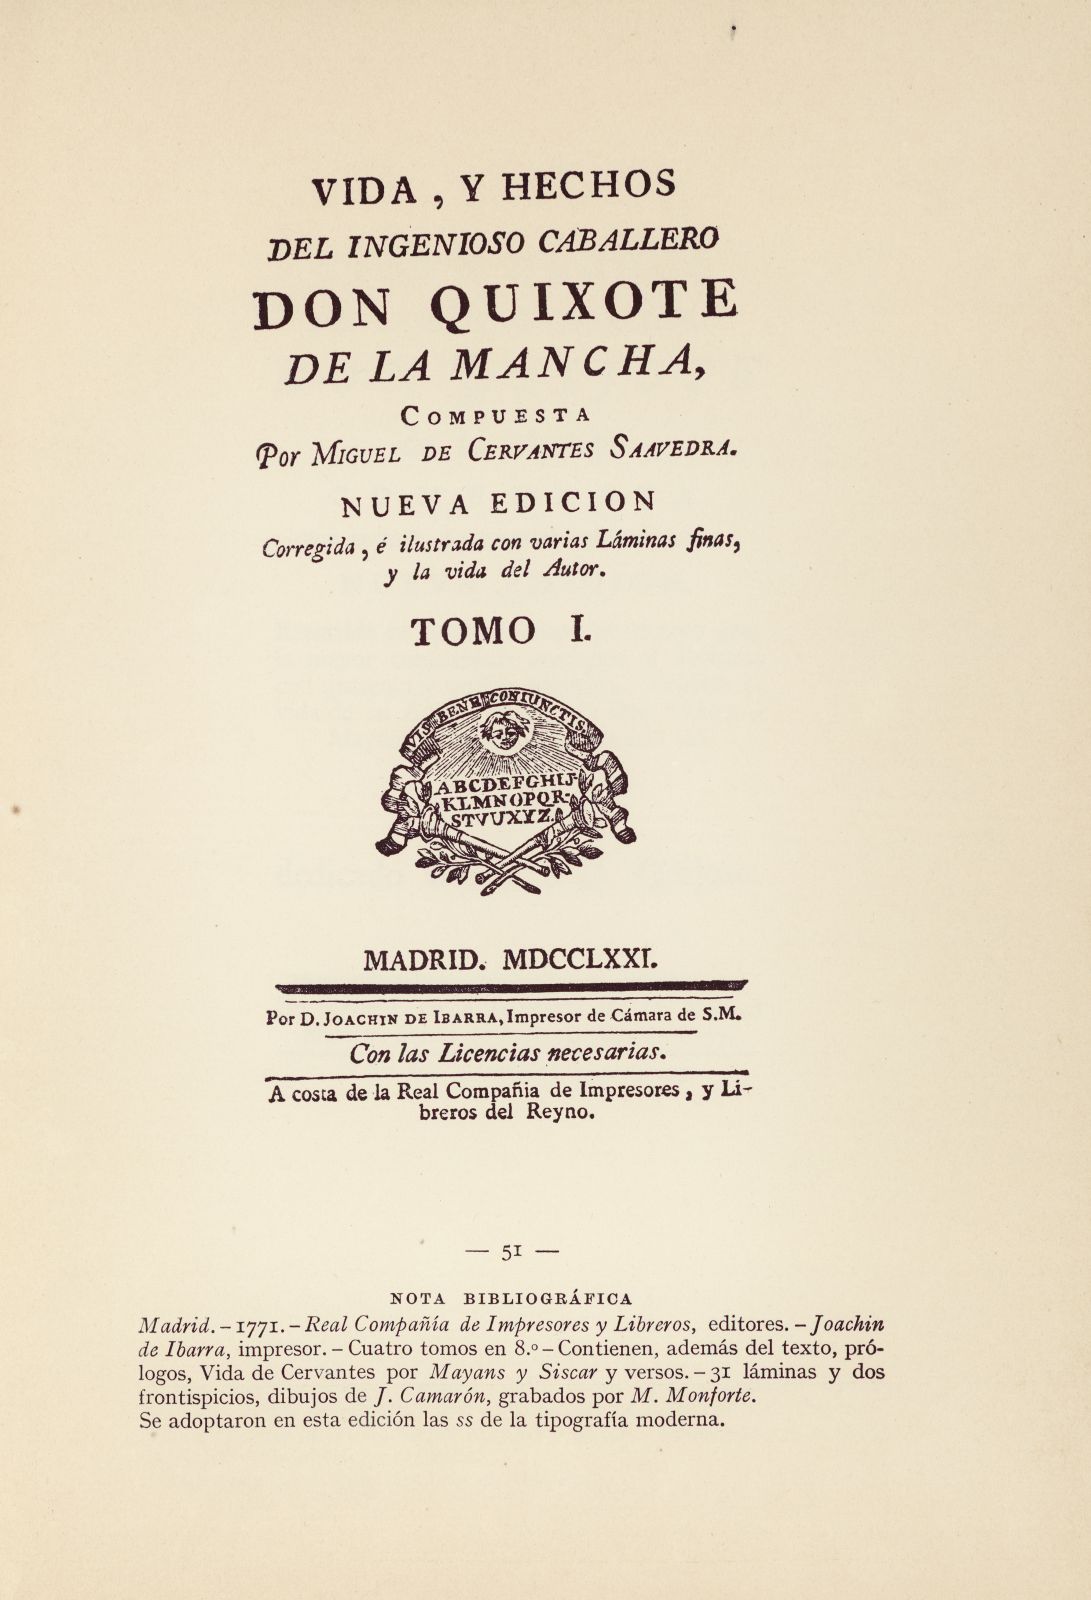 VIDA , Y HECHOS
DEL INGENIOSO CABALLERO
DON QUIXOTE
DE LA MANCHA,
COMPUESTA
Por MIGUEL DE CERVANTES SAAVEDRA.
NUEVA EDICION
Corregida , é ilustrada con varias Láminas finas,
y la vida del Autor.
TOMO I.
VIS BENE CONIUNCTIS.
ABCDEFGHIJ-
KLMNOPQR-
STVUXYZ.
MADRID. MDCCLXXI.
Por D. JOACHIN DE IBARRA, Impresor de Cámara de S.M.
Con las Licencias necesarias.
A costa de la Real Compañia de Impresores , y Li-
breros del Reyno.
— 51 —
NOTA BIBLIOGRÁFICA
Madrid. – 1771. – Real Compañía de Impresores y Libreros, editores. – Joachin
de Ibarra, impresor. – Cuatro tomos en 8.º – Contienen, además del texto, pró-
logos, Vida de Cervantes por Mayans y Siscar y versos. – 31 láminas y dos
frontispicios, dibujos de J. Camarón, grabados por M. Monforte.
Se adoptaron en esta edición las ss de la tipografía moderna.